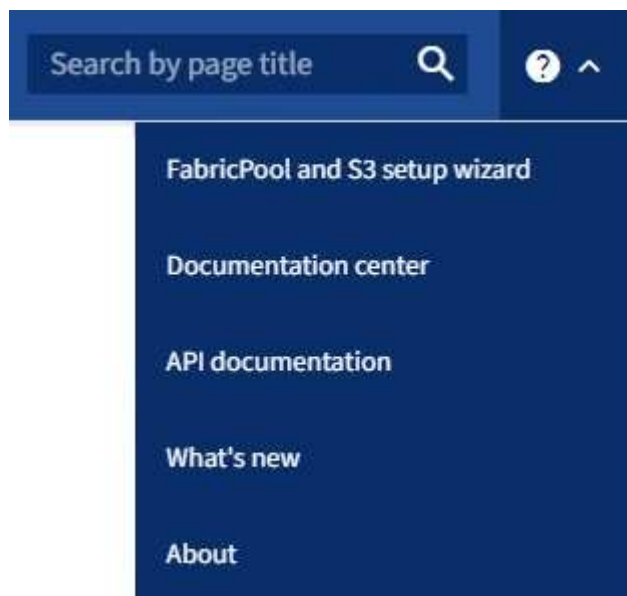 Search by page title
FabricPool and S3 setup wizard
Documentation center
API documentation
What's new
About